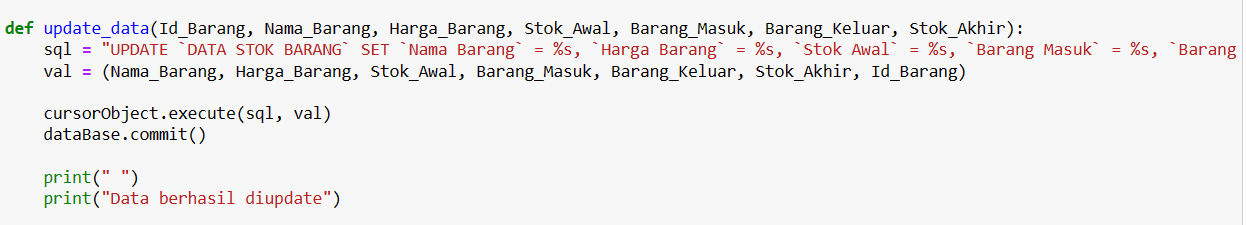 def update_data(Id_Barang, Nama_Barang, Harga_Barang, Stok_Awal, Barang_Masuk, Barang_Keluar, Stok_Akhir):
    sql = "UPDATE `DATA STOK BARANG` SET `Nama Barang` = %s, `Harga Barang` = %s, `Stok Awal` = %s, `Barang Masuk` = %s, `Barang
    val = (Nama_Barang, Harga_Barang, Stok_Awal, Barang_Masuk, Barang_Keluar, Stok_Akhir, Id_Barang)
    cursorObject.execute(sql, val)
    dataBase.commit()
    print(" ")
    print("Data berhasil diupdate")